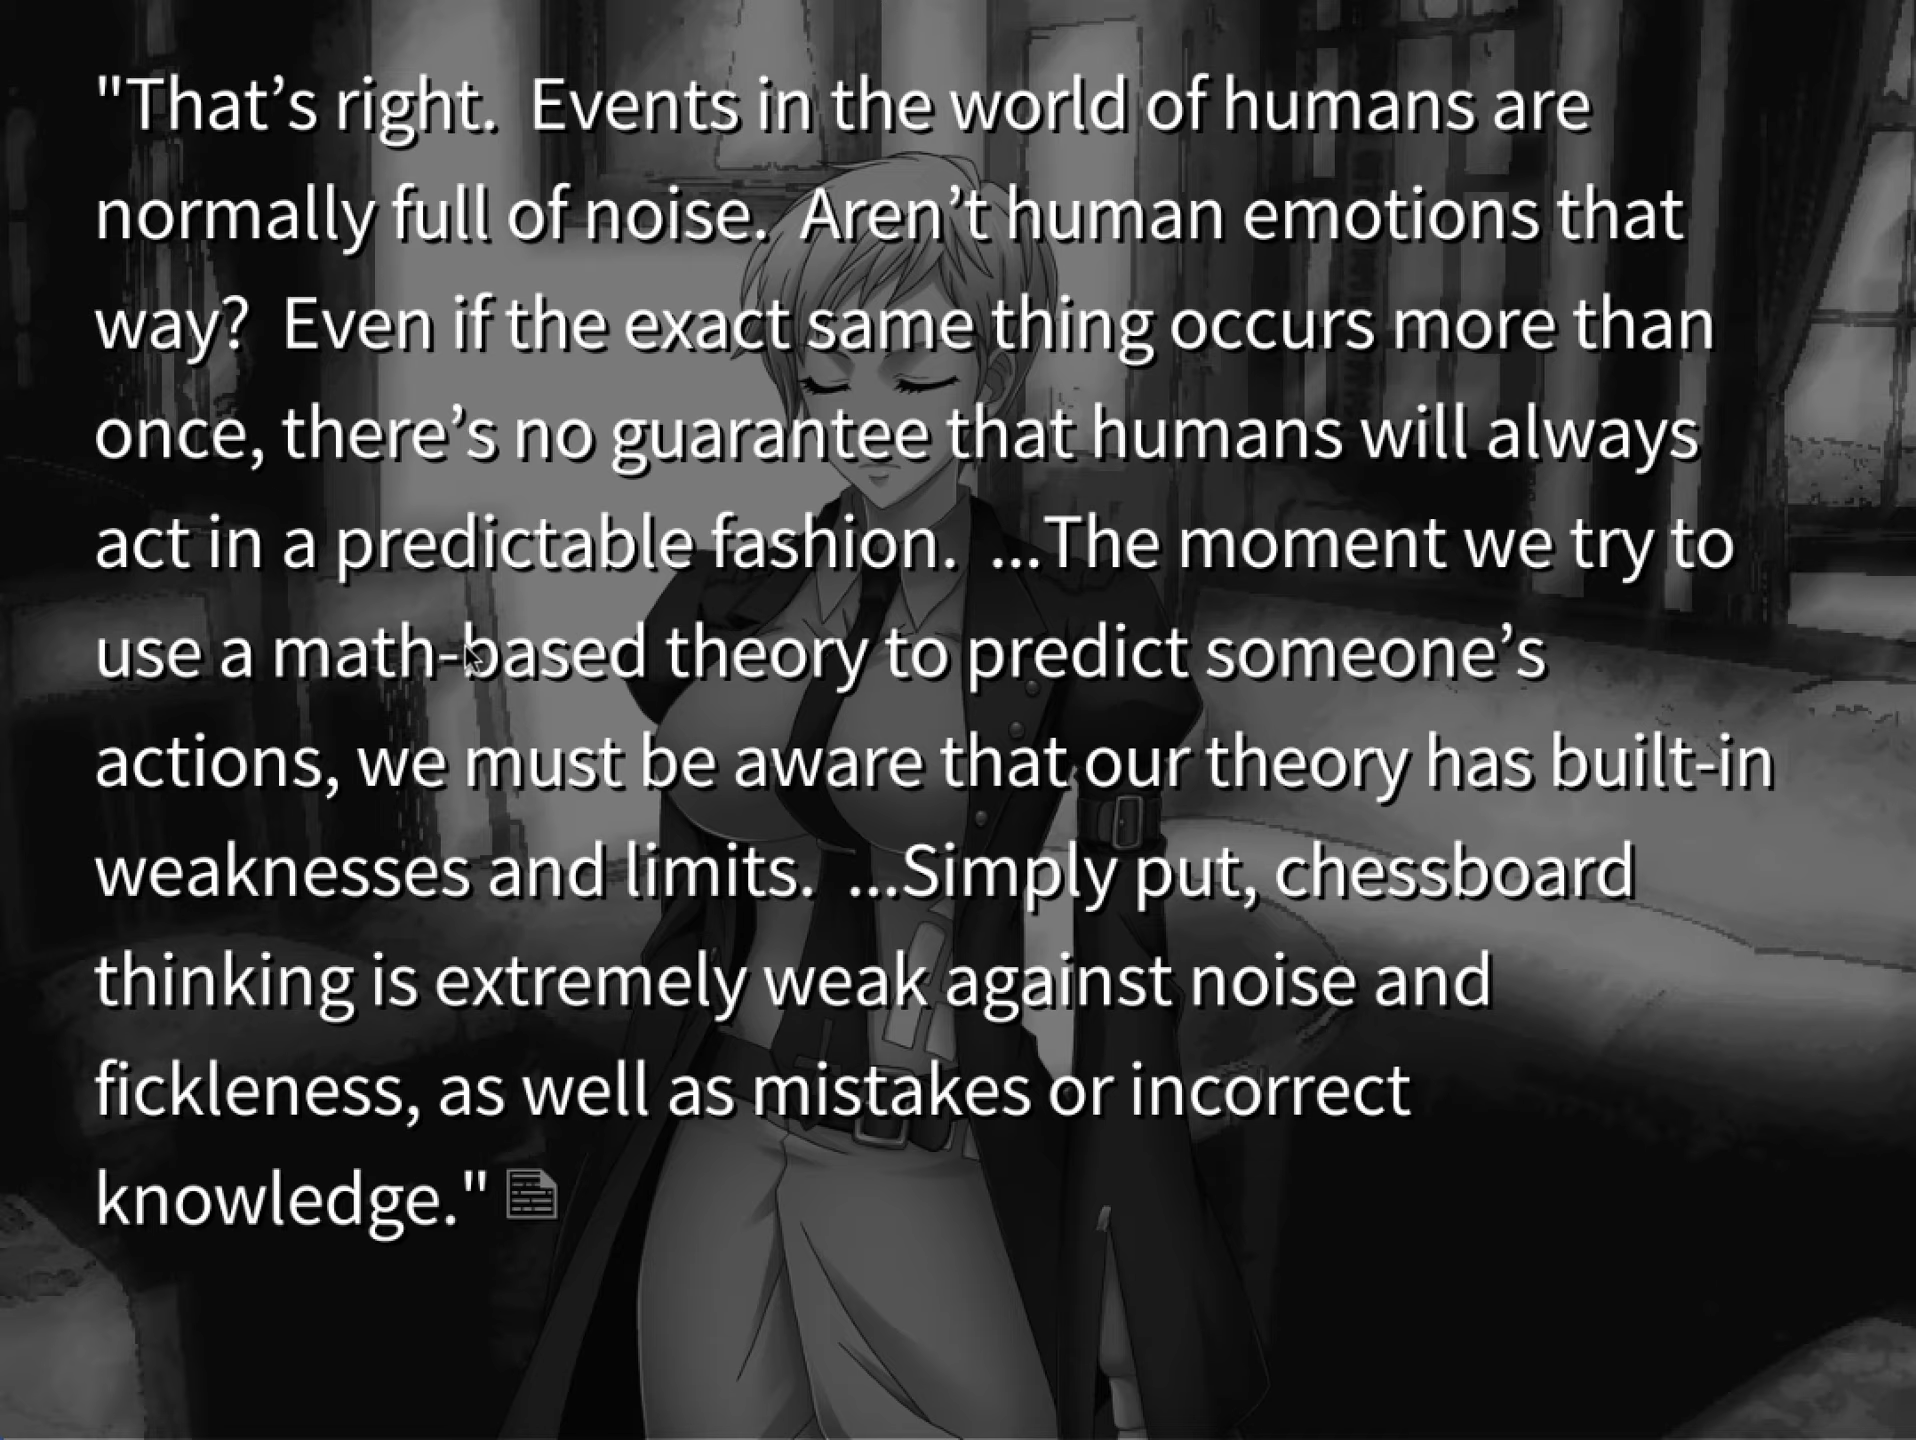 "That’s right.  Events in the world of humans are
normally full of noise.  Aren’t human emotions that
way?  Even if the exact same thing occurs more than
once, there’s no guarantee that humans will always
act in a predictable fashion.  ...The moment we try to
use a math-based theory to predict someone’s
actions, we must be aware that our theory has built-in
weaknesses and limits.  ...Simply put, chessboard
thinking is extremely weak against noise and
fickleness, as well as mistakes or incorrect
knowledge."